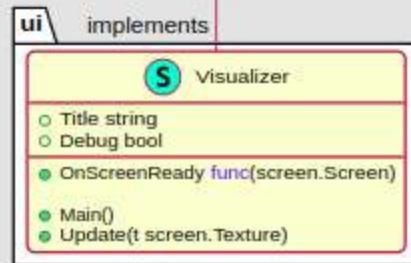 ui
implements
S Visualizer
Title string
Debug bool
OnScreenReady func(screen.Screen)
Main()
Update(t screen.Texture)